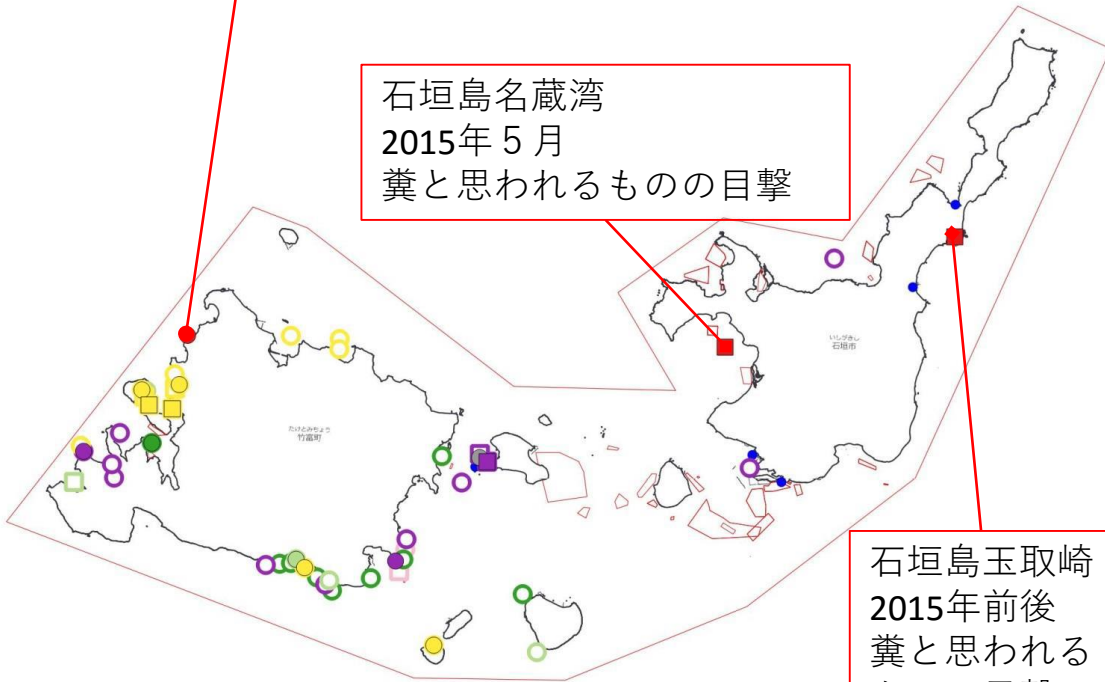 石垣島名蔵湾
2015年５月
糞と思われるものの目撃
いしがきし
石垣市
たけとみちょう
竹富町
石垣島玉取崎
2015年前後
糞と思われる